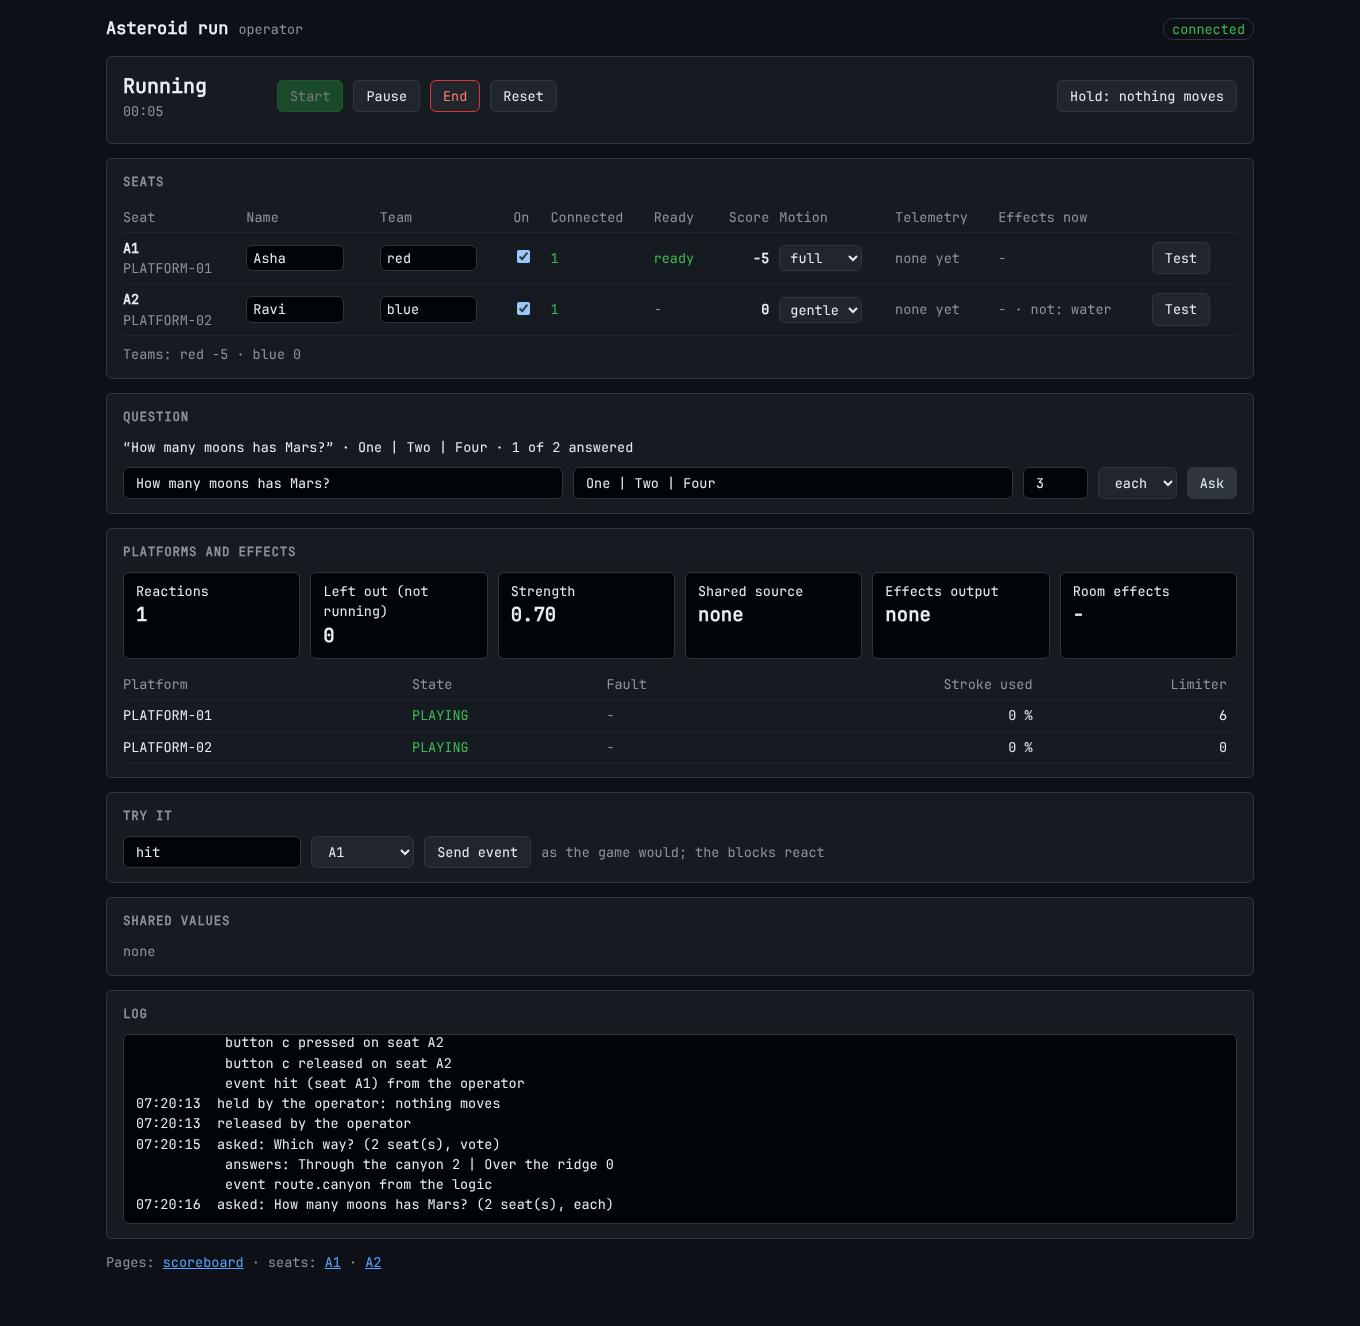 Asteroid run operator
connected
Running
00:05
Start
Pause
End
Reset
Hold: nothing moves
SEATS
Seat Name Team On Connected Ready Score Motion Telemetry Effects now
A1 Asha red 1 ready -5 full none yet - Test
PLATFORM-01
A2 Ravi blue 1 - 0 gentle none yet - · not: water Test
PLATFORM-02
Teams: red -5 · blue 0
QUESTION
“How many moons has Mars?” · One | Two | Four · 1 of 2 answered
How many moons has Mars? One | Two | Four 3 each Ask
PLATFORMS AND EFFECTS
Reactions
1
Left out (not
running)
0
Strength
0.70
Shared source
none
Effects output
none
Room effects
-
Platform State Fault Stroke used Limiter
PLATFORM-01 PLAYING - 0 % 6
PLATFORM-02 PLAYING - 0 % 0
TRY IT
hit A1 Send event as the game would; the blocks react
SHARED VALUES
none
LOG
button c pressed on seat A2
button c released on seat A2
event hit (seat A1) from the operator
07:20:13 held by the operator: nothing moves
07:20:13 released by the operator
07:20:15 asked: Which way? (2 seat(s), vote)
answers: Through the canyon 2 | Over the ridge 0
event route.canyon from the logic
07:20:16 asked: How many moons has Mars? (2 seat(s), each)
Pages: scoreboard · seats: A1 · A2